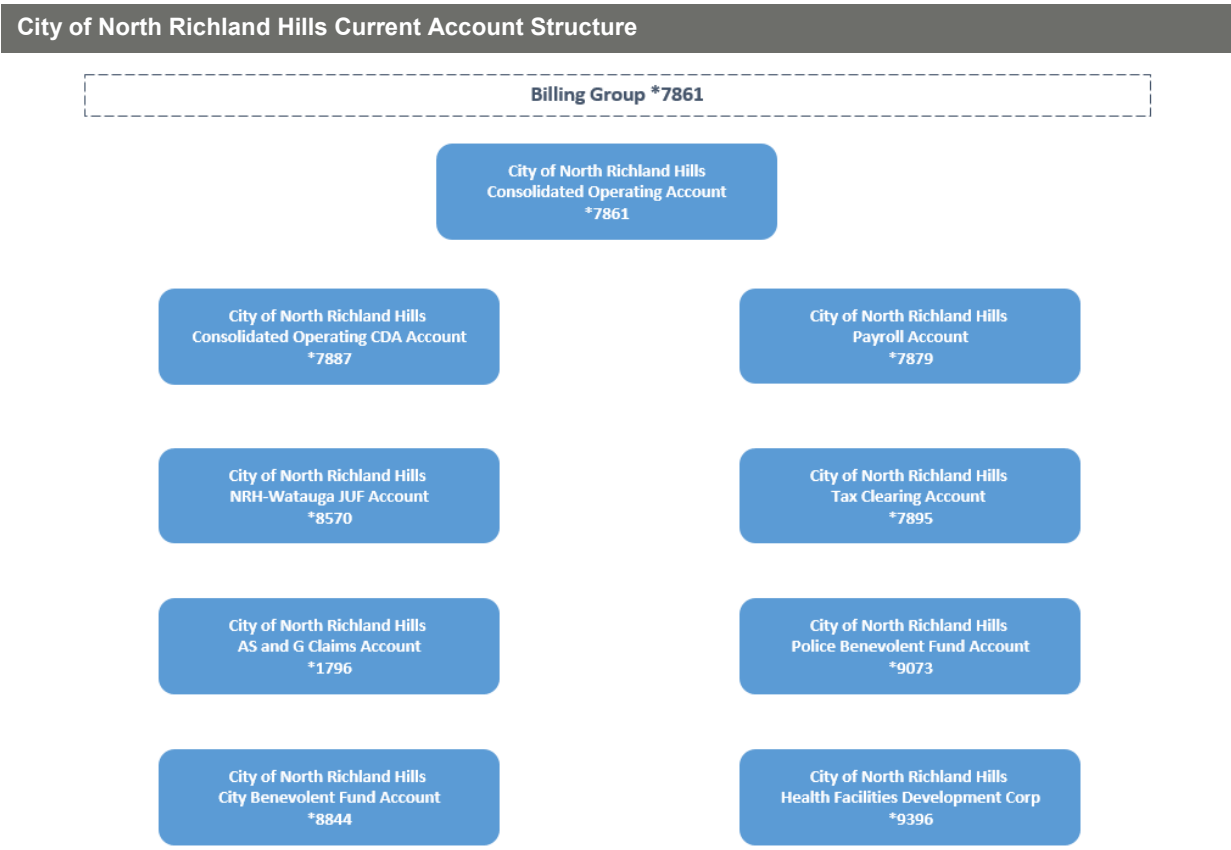 City of North Richland Hills Current Account Structure
Billing Group *7861
City of North Richland Hills
Consolidated Operating Account
*7861
City of North Richland Hills
Consolidated Operating CDA Account
*7887
City of North Richland Hills
Payroll Account
*7879
City of North Richland Hills
NRH-Watauga JUF Account
*8570
City of North Richland Hills
Tax Clearing Account
*7895
City of North Richland Hills
AS and G Claims Account
*1796
City of North Richland Hills
Police Benevolent Fund Account
*9073
City of North Richland Hills
City Benevolent Fund Account
*8844
City of North Richland Hills
Health Facilities Development Corp
*9396